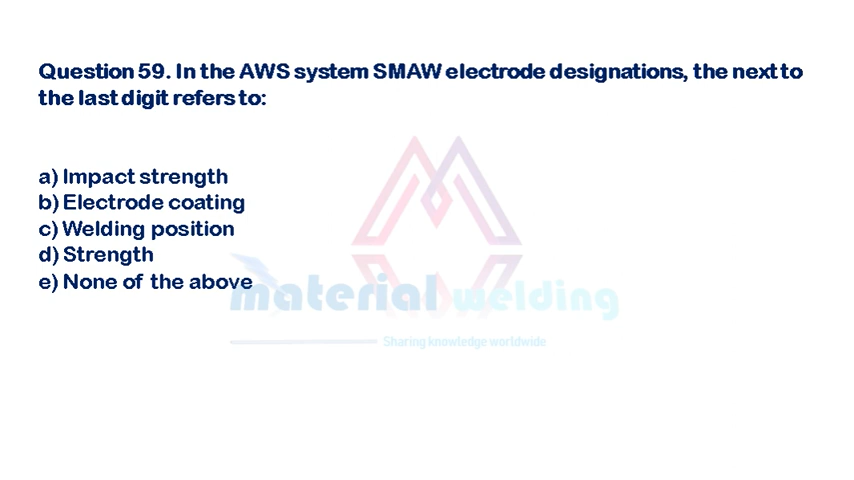 Question 59. In the AWS system SMAW electrode designations, the next to
the last digit refers to:
a) Impact strength
b) Electrode coating
c) Welding position
d) Strength
e) None of the above
material welding
Sharing knowledge worldwide